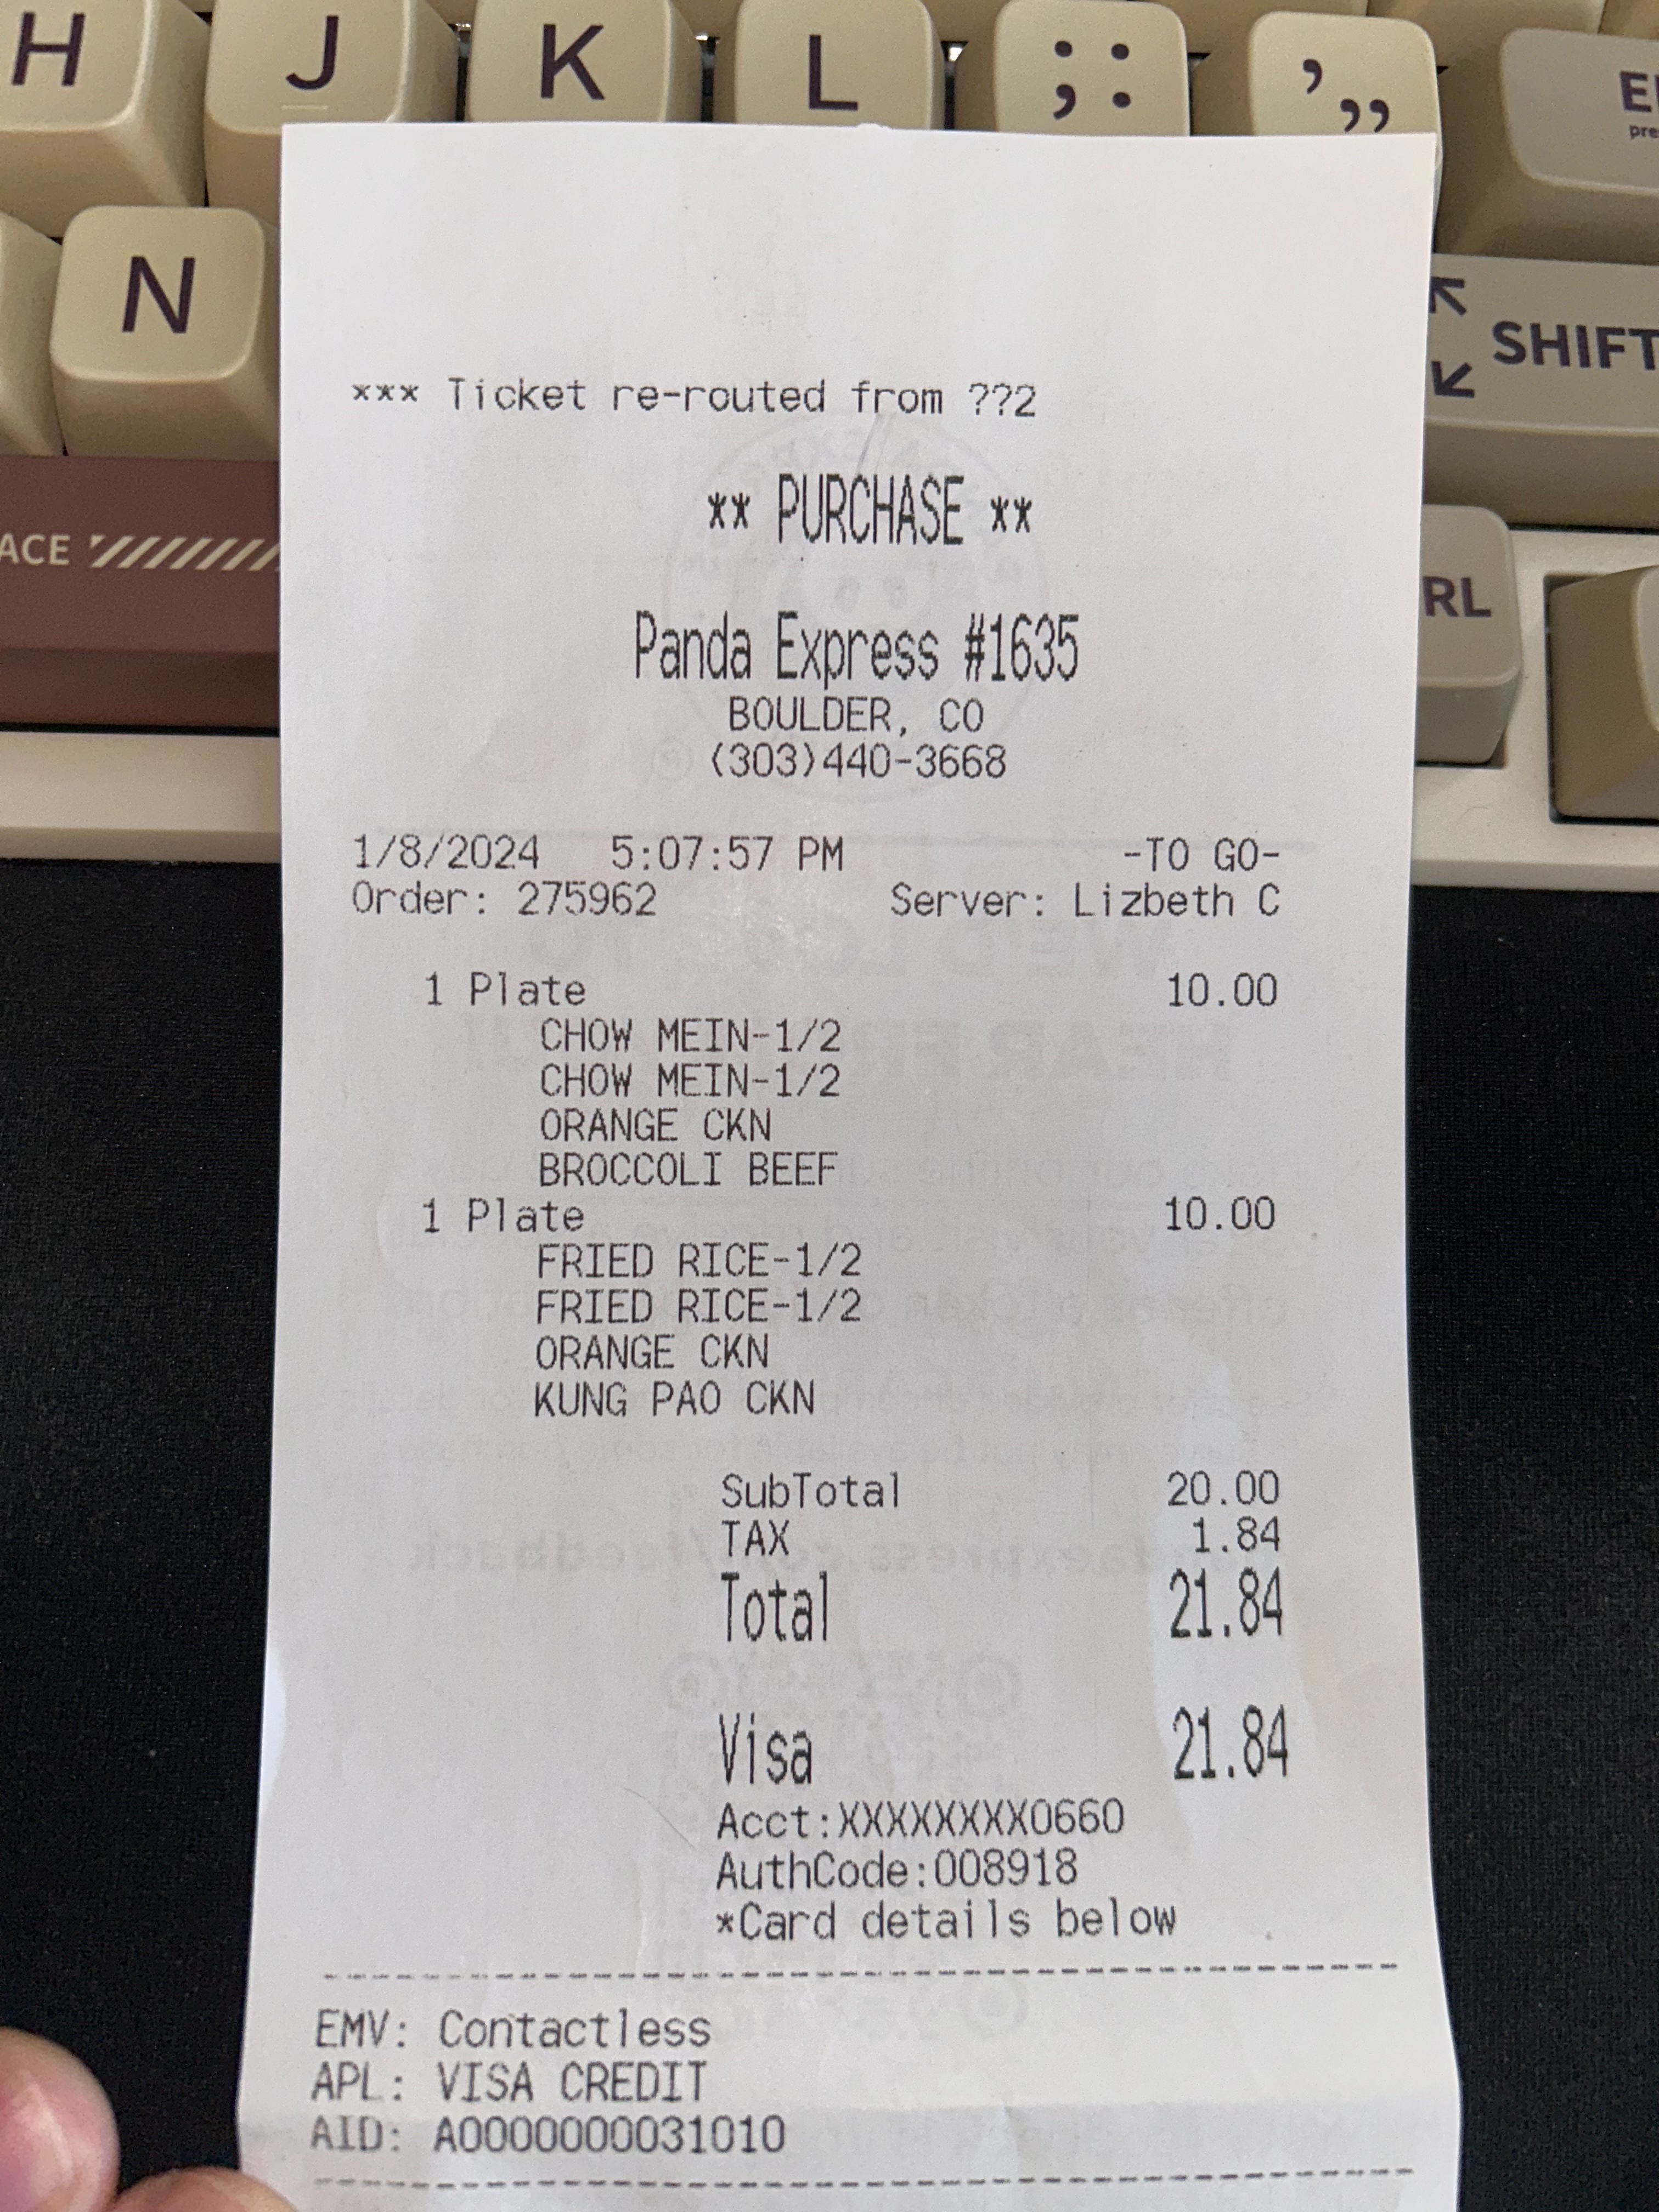 H J K L ; : ' ,,
N
SHIFT
*** Ticket re-routed from ??2
** PURCHASE **
Panda Express #1635
BOULDER, CO
(303)440-3668
1/8/2024 5:07:57 PM -TO GO-
Order: 275962 Server: Lizbeth C
1 Plate 10.00
CHOW MEIN-1/2
CHOW MEIN-1/2
ORANGE CKN
BROCCOLI BEEF
1 Plate 10.00
FRIED RICE-1/2
FRIED RICE-1/2
ORANGE CKN
KUNG PAO CKN
SubTotal 20.00
TAX 1.84
Total 21.84
Visa 21.84
Acct:XXXXXXXX0660
AuthCode:008918
*Card details below
EMV: Contactless
APL: VISA CREDIT
AID: A0000000031010